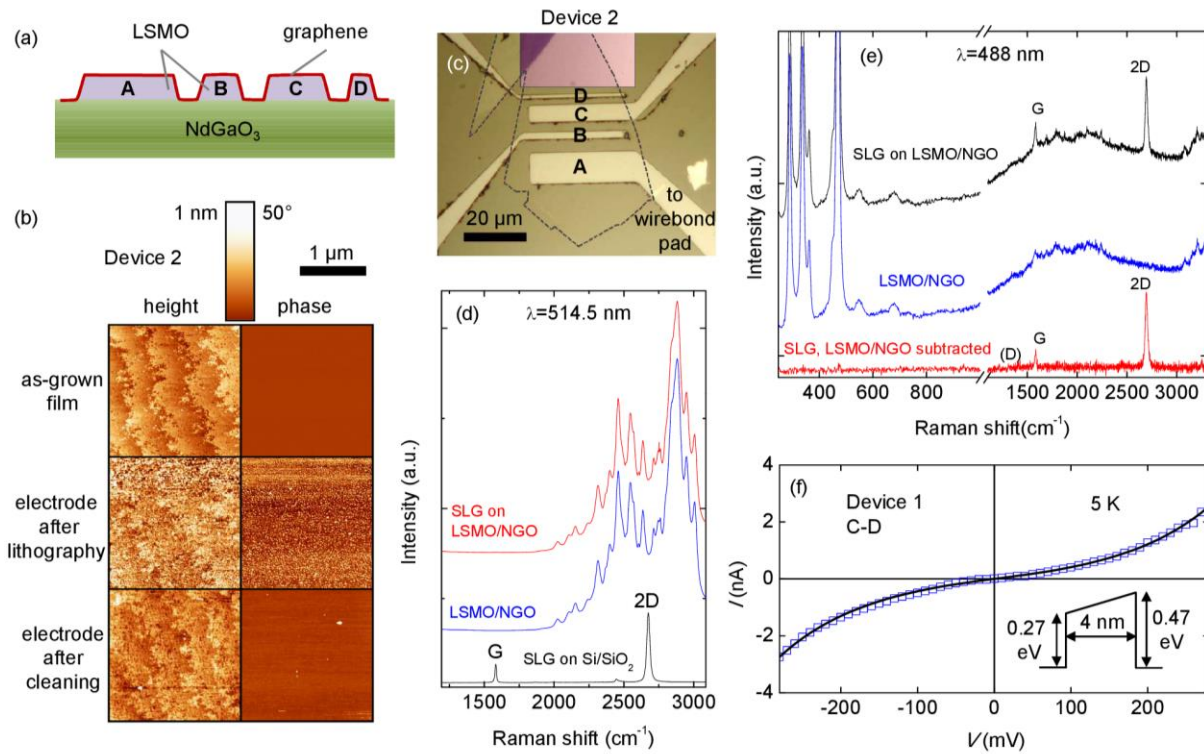 (a)
LSMO
graphene
A
B
C
D
NdGaO₃
(b)
1 nm
50°
Device 2
1 µm
height
phase
as-grown
film
electrode
after
lithography
electrode
after
cleaning
Device 2
(c)
D
C
B
A
20 µm
to
wirebond
pad
(d)
λ=514.5 nm
Intensity (a.u.)
SLG on
LSMO/NGO
LSMO/NGO
2D
G
SLG on Si/SiO₂
1500
2000
2500
3000
Raman shift (cm⁻¹)
(e)
λ=488 nm
2D
G
SLG on LSMO/NGO
Intensity (a.u.)
LSMO/NGO
2D
G
SLG, LSMO/NGO subtracted
(D)
400
600
800
1500
2000
2500
3000
Raman shift(cm⁻¹)
4
(f)
Device 1
C-D
5 K
2
I (nA)
0
-2
-4
0.27
eV
4 nm
0.47
eV
-200
-100
0
100
200
V (mV)